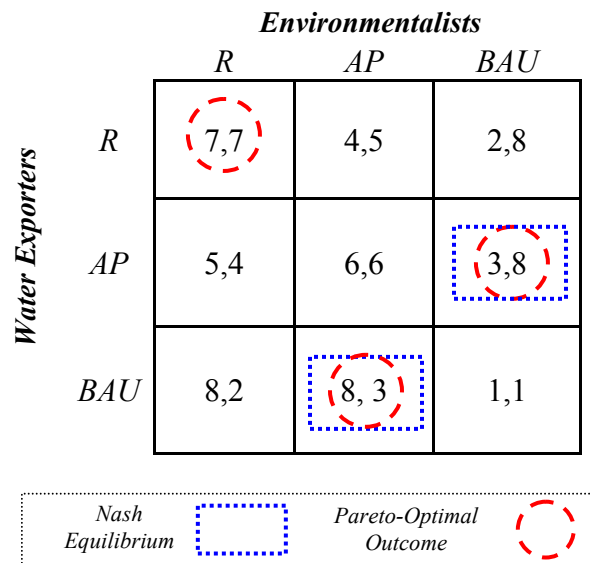 Environmentalists
R AP BAU
Water Exporters
R 7,7 4,5 2,8
AP 5,4 6,6 3,8
BAU 8,2 8, 3 1,1
Nash Equilibrium
Pareto-Optimal Outcome